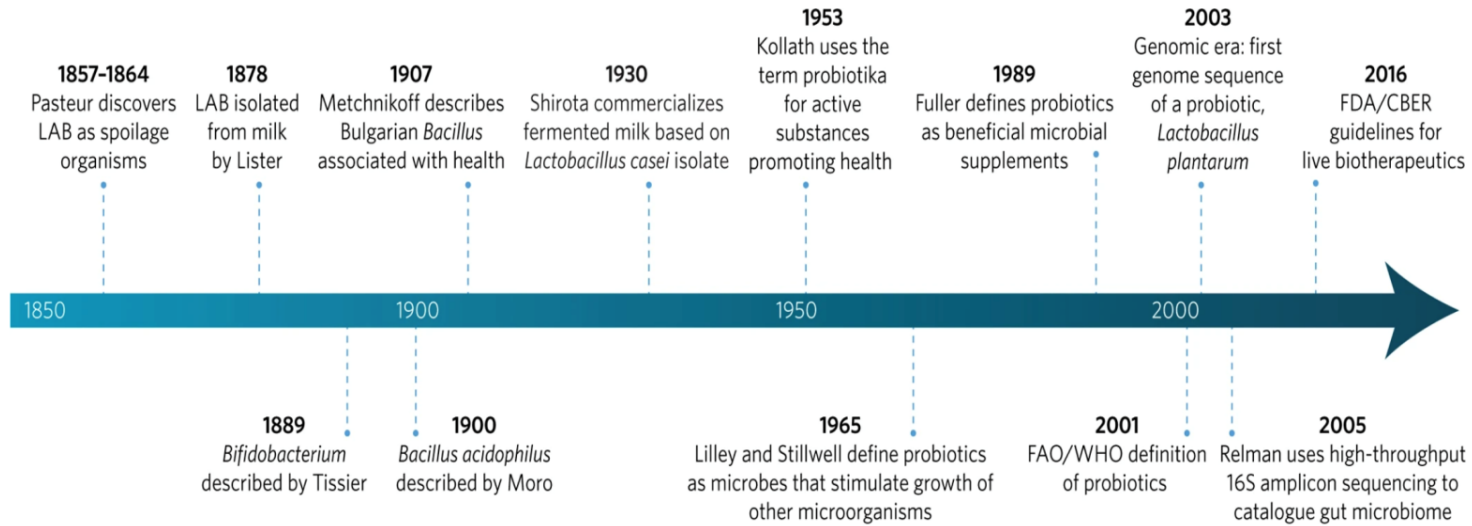 1857–1864
Pasteur discovers
LAB as spoilage
organisms
1878
LAB isolated
from milk
by Lister
1907
Metchnikoff describes
Bulgarian Bacillus
associated with health
1930
Shirota commercializes
fermented milk based on
Lactobacillus casei isolate
1953
Kollath uses the
term probiotika
for active
substances
promoting health
1989
Fuller defines probiotics
as beneficial microbial
supplements
2003
Genomic era: first
genome sequence
of a probiotic,
Lactobacillus
plantarum
2016
FDA/CBER
guidelines for
live biotherapeutics
1850
1900
1950
2000
1889
Bifidobacterium
described by Tissier
1900
Bacillus acidophilus
described by Moro
1965
Lilley and Stillwell define probiotics
as microbes that stimulate growth of
other microorganisms
2001
FAO/WHO definition
of probiotics
2005
Relman uses high-throughput
16S amplicon sequencing to
catalogue gut microbiome